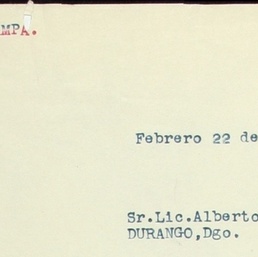 MPA.
Febrero 22 de
Sr.Lic.Alberto
DURANGO,Dgo.